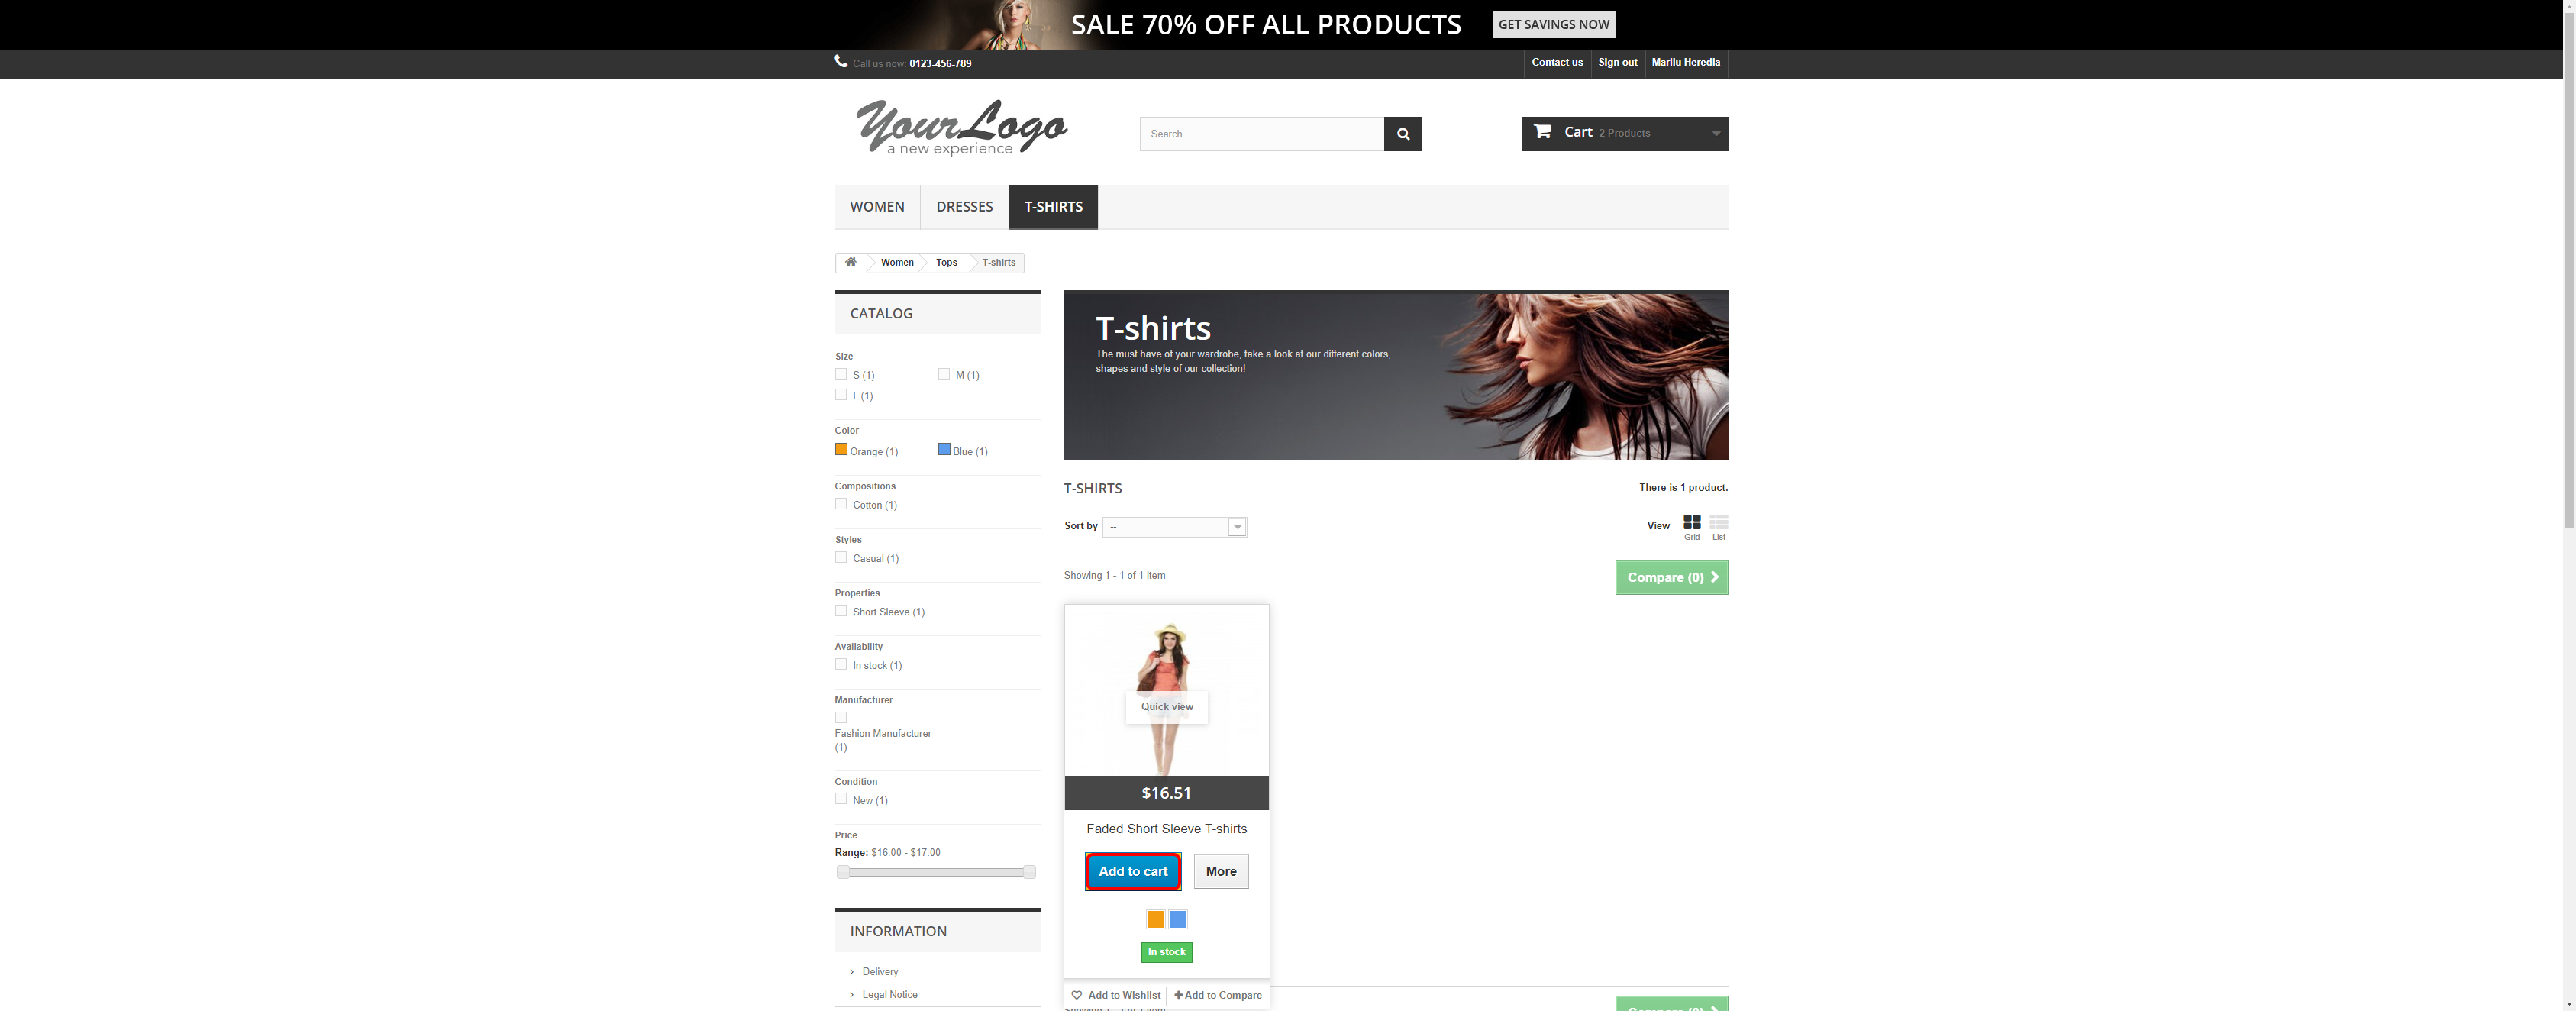 SALE 70% OFF ALL PRODUCTS GET SAVINGS NOW
Call us now: 0123-456-789 Contact us Sign out Marilu Heredia
YourLogo
a new experience
Search
Cart 2 Products
WOMEN DRESSES T-SHIRTS
Women Tops T-shirts
CATALOG
Size
S (1) M (1)
L (1)
Color
Orange (1) Blue (1)
Compositions
Cotton (1)
Styles
Casual (1)
Properties
Short Sleeve (1)
Availability
In stock (1)
Manufacturer
Fashion Manufacturer
(1)
Condition
New (1)
Price
Range: $16.00 - $17.00
INFORMATION
Delivery
Legal Notice
T-shirts
The must have of your wardrobe, take a look at our different colors,
shapes and style of our collection!
T-SHIRTS There is 1 product.
Sort by -- View Grid List
Showing 1 - 1 of 1 item Compare (0)
Quick view
$16.51
Faded Short Sleeve T-shirts
Add to cart More
In stock
Add to Wishlist Add to Compare